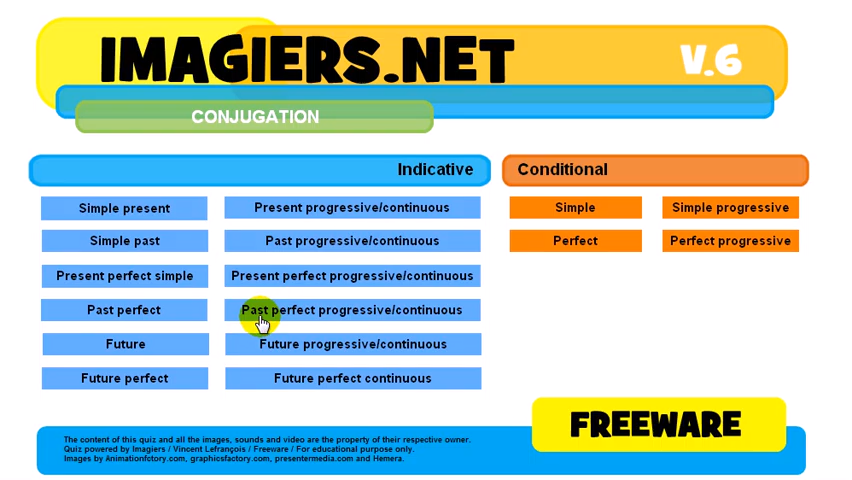 IMAGIERS.NET
V.6
CONJUGATION
Indicative
Conditional
Simple present
Present progressive/continuous
Simple
Simple progressive
Simple past
Past progressive/continuous
Perfect
Perfect progressive
Present perfect simple
Present perfect progressive/continuous
Past perfect
Past perfect progressive/continuous
Future
Future progressive/continuous
Future perfect
Future perfect continuous
FREEWARE
The content of this quiz and all the images, sounds and video are the property of their respective owner.
Quiz powered by Imagiers / Vincent Lefrançois / Freeware / For educational purpose only.
Images by Animationfotory.com, graphicsfactory.com, presentermedia.com and Hemera.